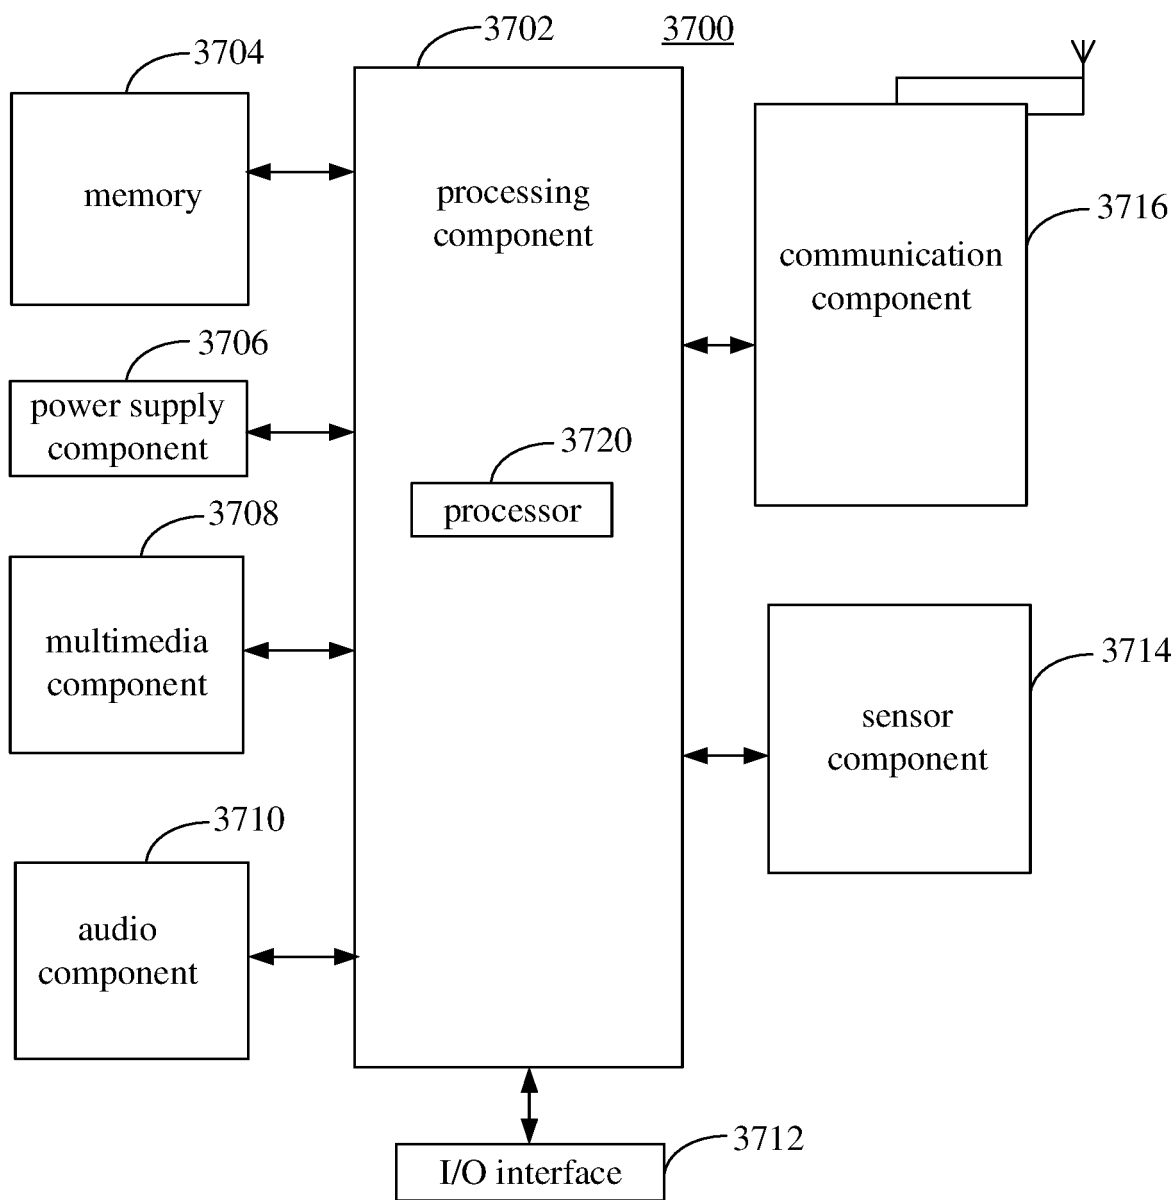 3702
3700
3704
memory
processing
component
3716
communication
component
3706
power supply
component
3720
processor
3708
multimedia
component
3714
sensor
component
3710
audio
component
3712
I/O interface